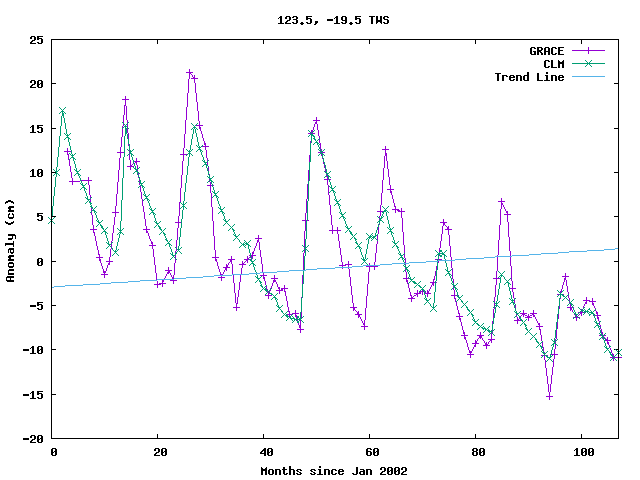 123.5, -19.5 TWS
GRACE
CLM
Trend Line
25
20
15
10
5
0
-5
-10
-15
-20
Anomaly (cm)
0 20 40 60 80 100
Months since Jan 2002